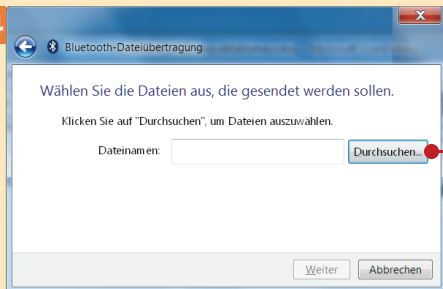 Bluetooth-Dateiübertragung
Wählen Sie die Dateien aus, die gesendet werden sollen.
Klicken Sie auf "Durchsuchen", um Dateien auszuwählen.
Dateinamen:
Durchsuchen...
Weiter
Abbrechen